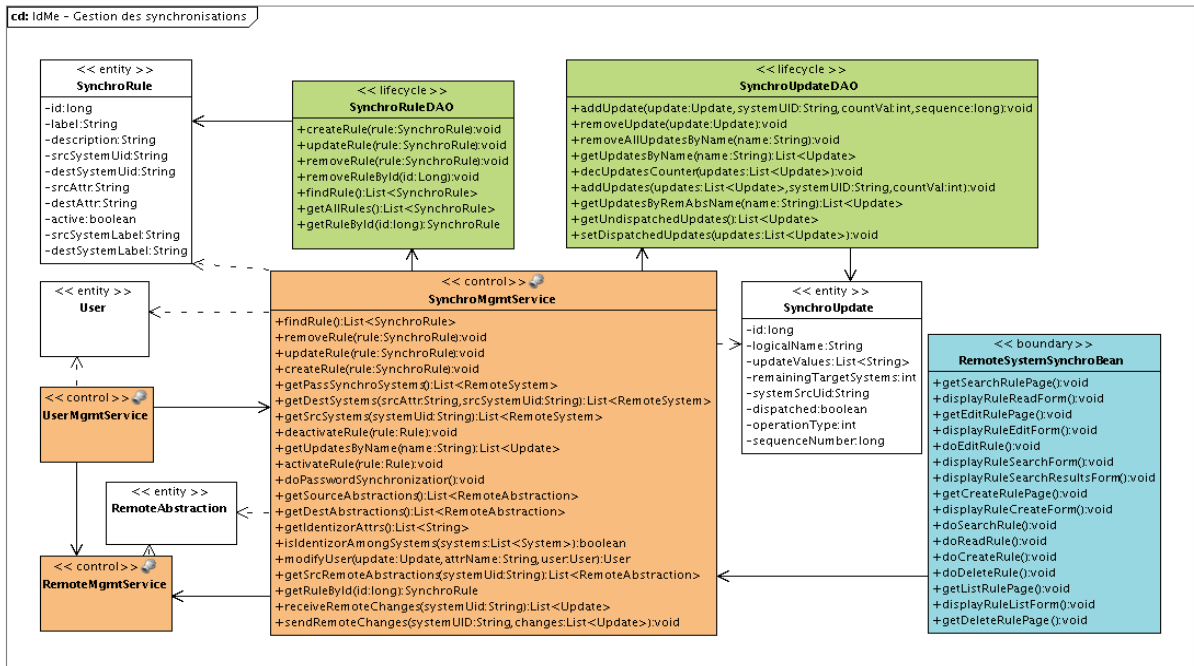 cd: IdMe - Gestion des synchronisations
<< entity >>
SynchroRule
-id:long
-label:String
-description:String
-srcSystemUid:String
-destSystemUid:String
-srcAttr:String
-destAttr:String
-active:boolean
-srcSystemLabel:String
-destSystemLabel:String
<< lifecycle >>
SynchroRuleDAO
+createRule(rule:SynchroRule):void
+updateRule(rule:SynchroRule):void
+removeRule(rule:SynchroRule):void
+removeRuleById(id:Long):void
+findRule():List<SynchroRule>
+getAllRules():List<SynchroRule>
+getRuleById(id:long):SynchroRule
<< lifecycle >>
SynchroUpdateDAO
+addUpdate(update:Update,systemUID:String,countVal:int,sequence:long):void
+removeUpdate(update:Update):void
+removeAllUpdatesByName(name:String):void
+getUpdatesByName(name:String):List<Update>
+decUpdatesCounter(updates:List<Update>):void
+addUpdates(updates:List<Update>,systemUID:String,countVal:int):void
+getUpdatesByRemAbsName(name:String):List<Update>
+getUndispatchedUpdates():List<Update>
+setDispatchedUpdates(updates:List<Update>):void
<< entity >>
User
<< control>>
UserMgmtService
<< entity >>
RemoteAbstraction
<< control>>
RemoteMgmtService
<< control>>
SynchroMgmtService
+findRule():List<SynchroRule>
+removeRule(rule:SynchroRule):void
+updateRule(rule:SynchroRule):void
+createRule(rule:SynchroRule):void
+getPassSynchroSystems():List<RemoteSystem>
+getDestSystems(srcAttr:String,srcSystemUid:String):List<RemoteSystem>
+getSrcSystems(systemUid:String):List<RemoteSystem>
+deactivateRule(rule:Rule):void
+getUpdatesByName(name:String):List<Update>
+activateRule(rule:Rule):void
+doPasswordSynchronizatior():void
+getSourceAbstractions():List<RemoteAbstraction>
+getDestAbstractions():List<RemoteAbstraction>
+getIdentizorAttrs():List<String>
+isIdentizorAmongSystems(systems:List<System>):boolean
+modifyUser(update:Update,attrName:String,user:User):User
+getSrcRemoteAbstractions(systemUid:String):List<RemoteAbstraction>
+getRuleById(id:long):SynchroRule
+receiveRemoteChanges(systemUid:String):List<Update>
+sendRemoteChanges(systemUID:String,changes:List<Update>):void
<< entity >>
SynchroUpdate
-id:long
-logicalName:String
-updateValues:List<String>
-remainingTargetSystems:int
-systemSrcUid:String
-dispatched:boolean
-operationType:int
-sequenceNumber:long
<< boundary>>
RemoteSystemSynchroBean
+getSearchRulePage():void
+displayRuleReadForm():void
+getEditRulePage():void
+displayRuleEditForm():void
+doEditRule():void
+displayRuleSearchForm():void
+displayRuleSearchResultsForm():void
+getCreateRulePage():void
+displayRuleCreateForm():void
+doSearchRule():void
+doReadRule():void
+doCreateRule():void
+doDeleteRule():void
+getListRulePage():void
+displayRuleListForm():void
+getDeleteRulePage():void